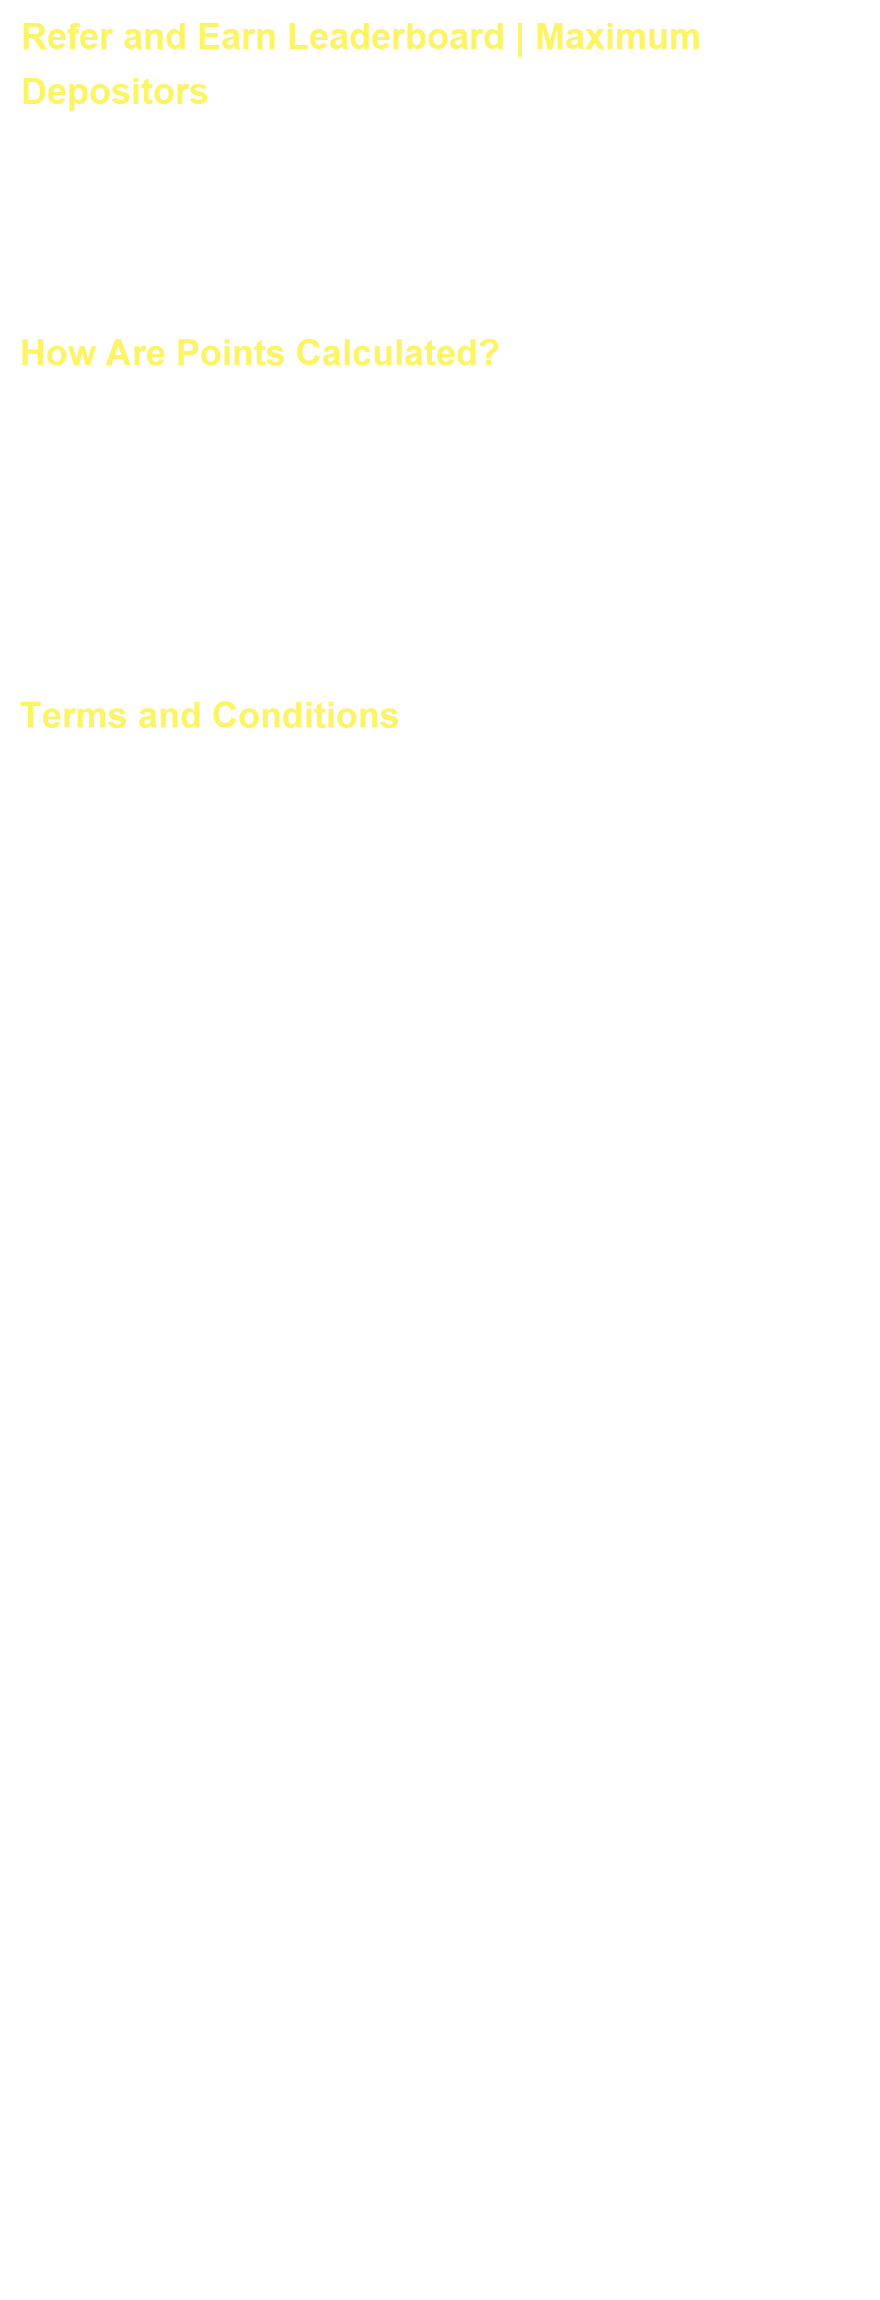 Refer and Earn Leaderboard | Maximum
Depositors
How Are Points Calculated?
Terms and Conditions